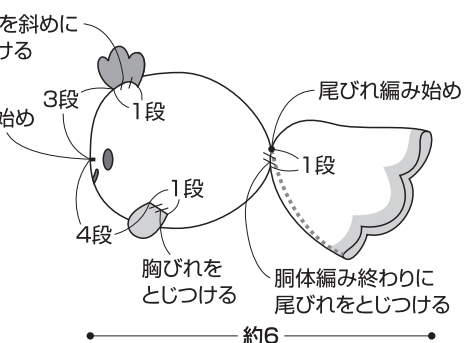 を斜めに
ける
3段
始め
1段
尾びれ編み始め
1段
1段
4段
胸びれを
とじつける
胴体編み終わりに
尾びれをとじつける
約6